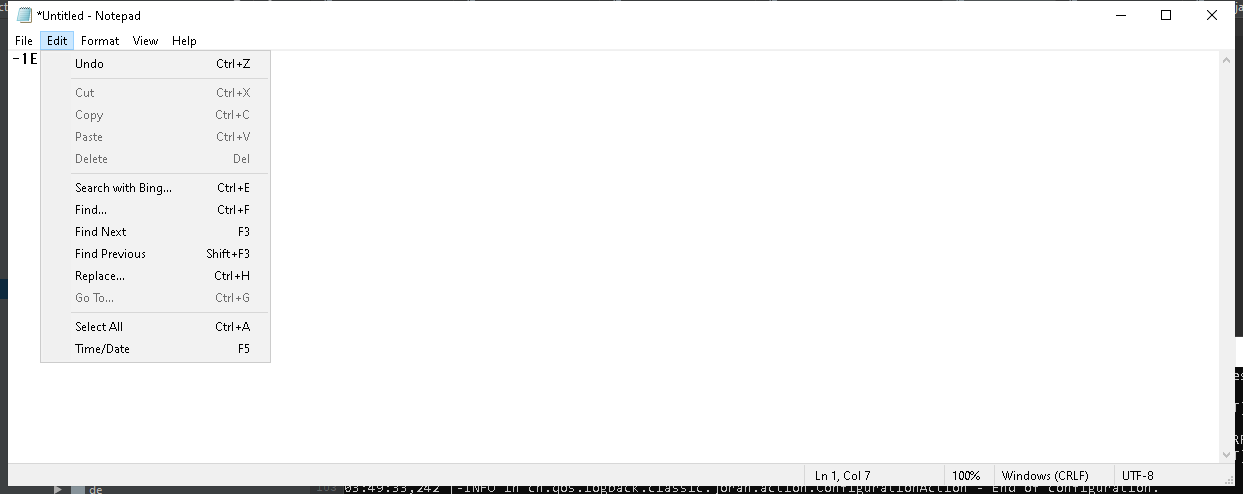 *Untitled - Notepad
File Edit Format View Help
-1E
Undo Ctrl+Z
Cut Ctrl+X
Copy Ctrl+C
Paste Ctrl+V
Delete Del
Search with Bing... Ctrl+E
Find... Ctrl+F
Find Next F3
Find Previous Shift+F3
Replace... Ctrl+H
Go To... Ctrl+G
Select All Ctrl+A
Time/Date F5
Ln 1, Col 7 100% Windows (CRLF) UTF-8
de 03:49:33,242 |-INFO in ch.qos.logback.classic.joran.action.ConfigurationAction - End of configuration.